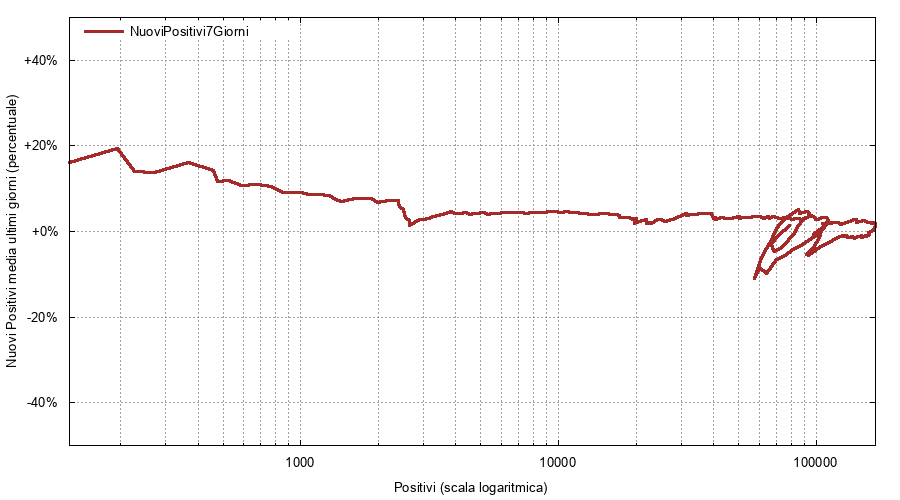 NuoviPositivi7Giorni
+40%
+20%
+0%
-20%
-40%
Nuovi Positivi media ultimi giorni (percentuale)
1000 10000 100000
Positivi (scala logaritmica)